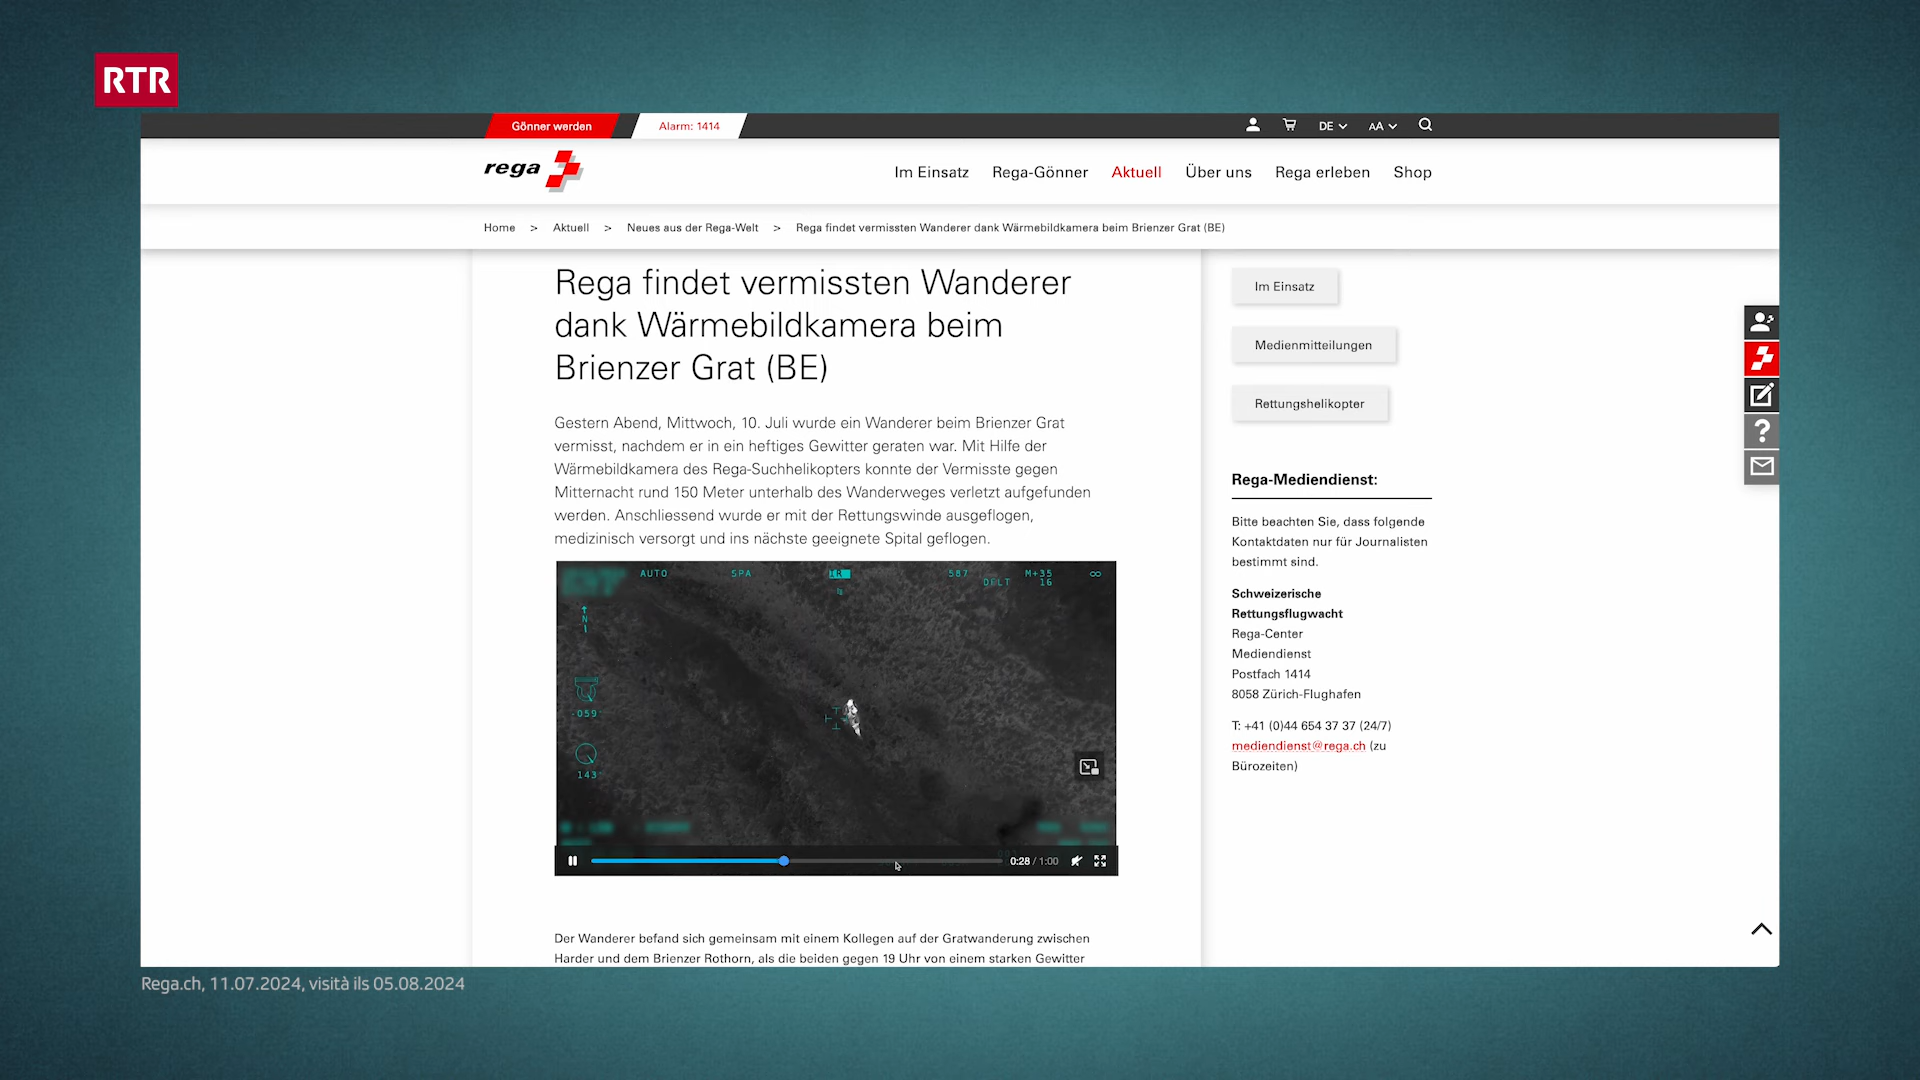 RTR
Gönner werden
Alarm: 1414
DE
AA
rega
Im Einsatz
Rega-Gönner
Aktuell
Über uns
Rega erleben
Shop
Home > Aktuell > Neues aus der Rega-Welt > Rega findet vermissten Wanderer dank Wärmebildkamera beim Brienzer Grat (BE)
Rega findet vermissten Wanderer
dank Wärmebildkamera beim
Brienzer Grat (BE)
Gestern Abend, Mittwoch, 10. Juli wurde ein Wanderer beim Brienzer Grat
vermisst, nachdem er in ein heftiges Gewitter geraten war. Mit Hilfe der
Wärmebildkamera des Rega-Suchhelikopters konnte der Vermisste gegen
Mitternacht rund 150 Meter unterhalb des Wanderweges verletzt aufgefunden
werden. Anschliessend wurde er mit der Rettungswinde ausgeflogen,
medizinisch versorgt und ins nächste geeignete Spital geflogen.
AUTO
SPA
IR
587
DELT
M+35
16
∞
N
-059°
143°
0:28 / 1:00
Der Wanderer befand sich gemeinsam mit einem Kollegen auf der Gratwanderung zwischen
Harder und dem Brienzer Rothorn, als die beiden gegen 19 Uhr von einem starken Gewitter
Im Einsatz
Medienmitteilungen
Rettungshelikopter
Rega-Mediendienst:
Bitte beachten Sie, dass folgende
Kontaktdaten nur für Journalisten
bestimmt sind.
Schweizerische
Rettungsflugwacht
Rega-Center
Mediendienst
Postfach 1414
8058 Zürich-Flughafen
T: +41 (0)44 654 37 37 (24/7)
mediendienst@rega.ch (zu
Bürozeiten)
?
Rega.ch, 11.07.2024, visità ils 05.08.2024